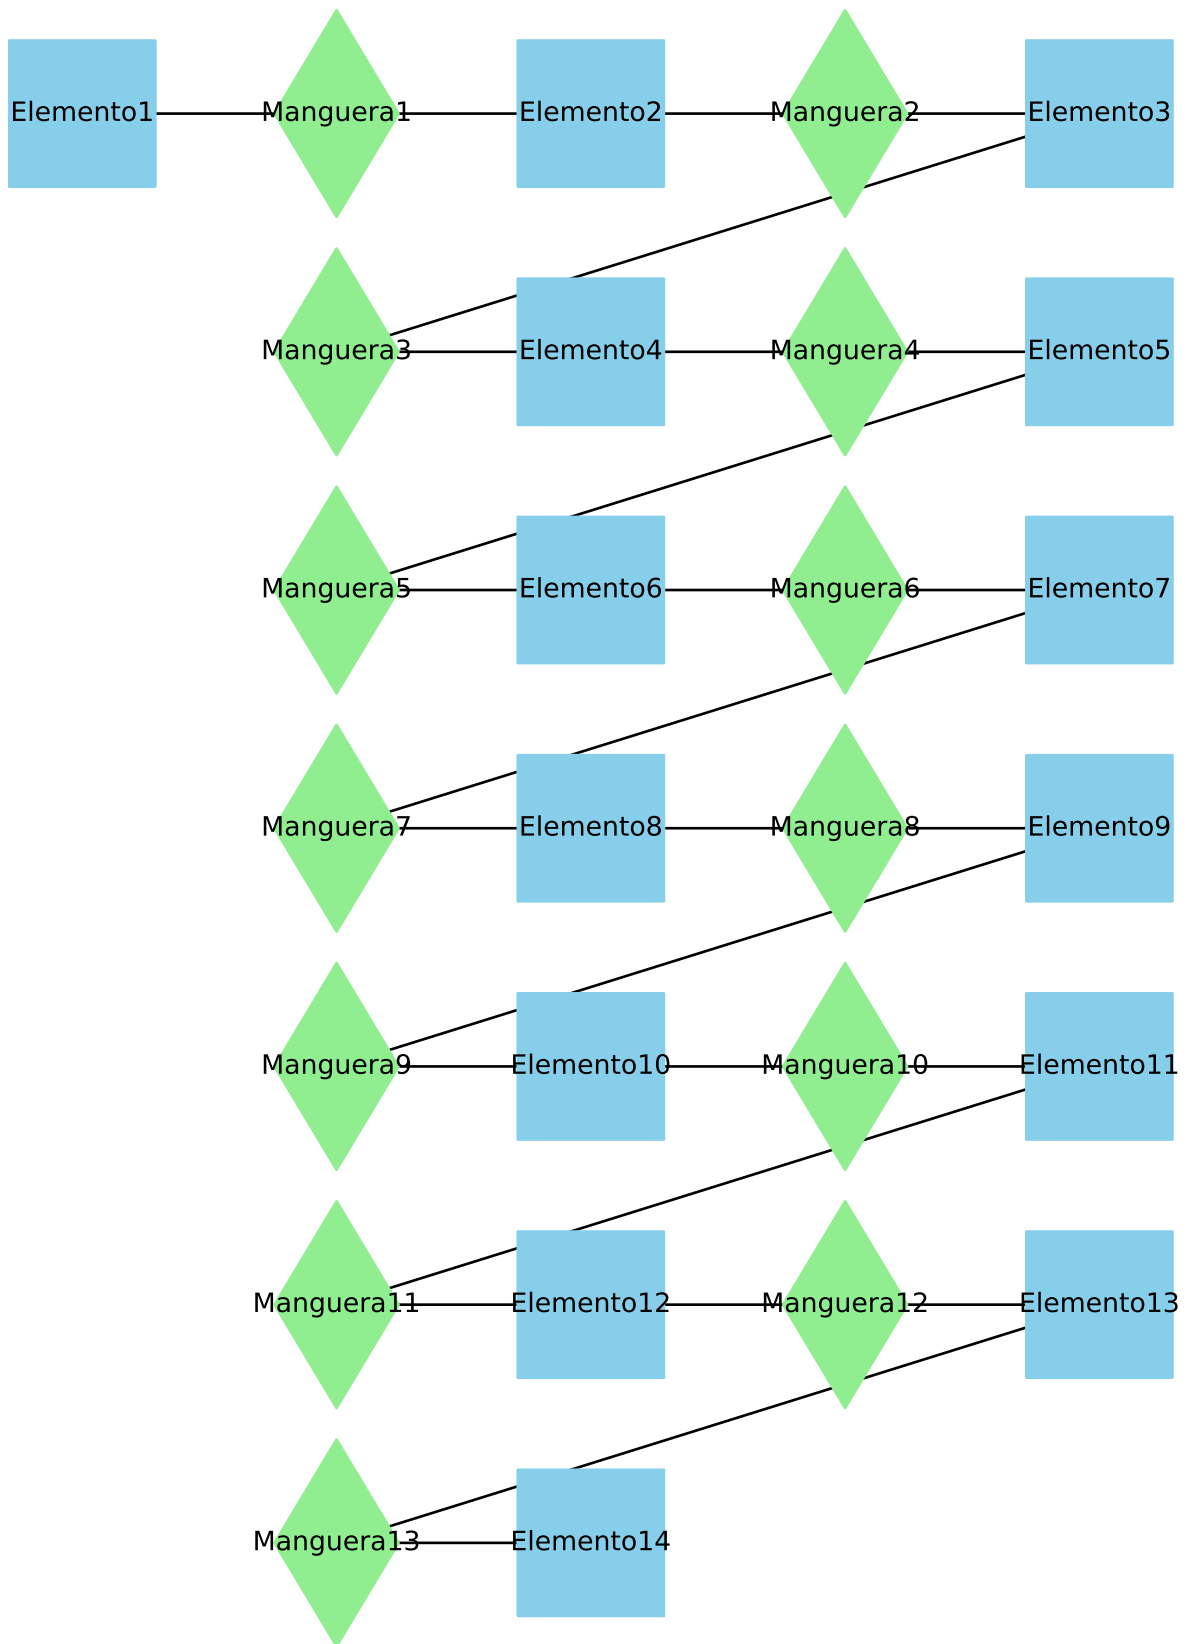 Elemento1 Manguera1 Elemento2 Manguera2 Elemento3
Manguera3 Elemento4 Manguera4 Elemento5
Manguera5 Elemento6 Manguera6 Elemento7
Manguera7 Elemento8 Manguera8 Elemento9
Manguera9 Elemento10 Manguera10 Elemento11
Manguera11 Elemento12 Manguera12 Elemento13
Manguera13 Elemento14